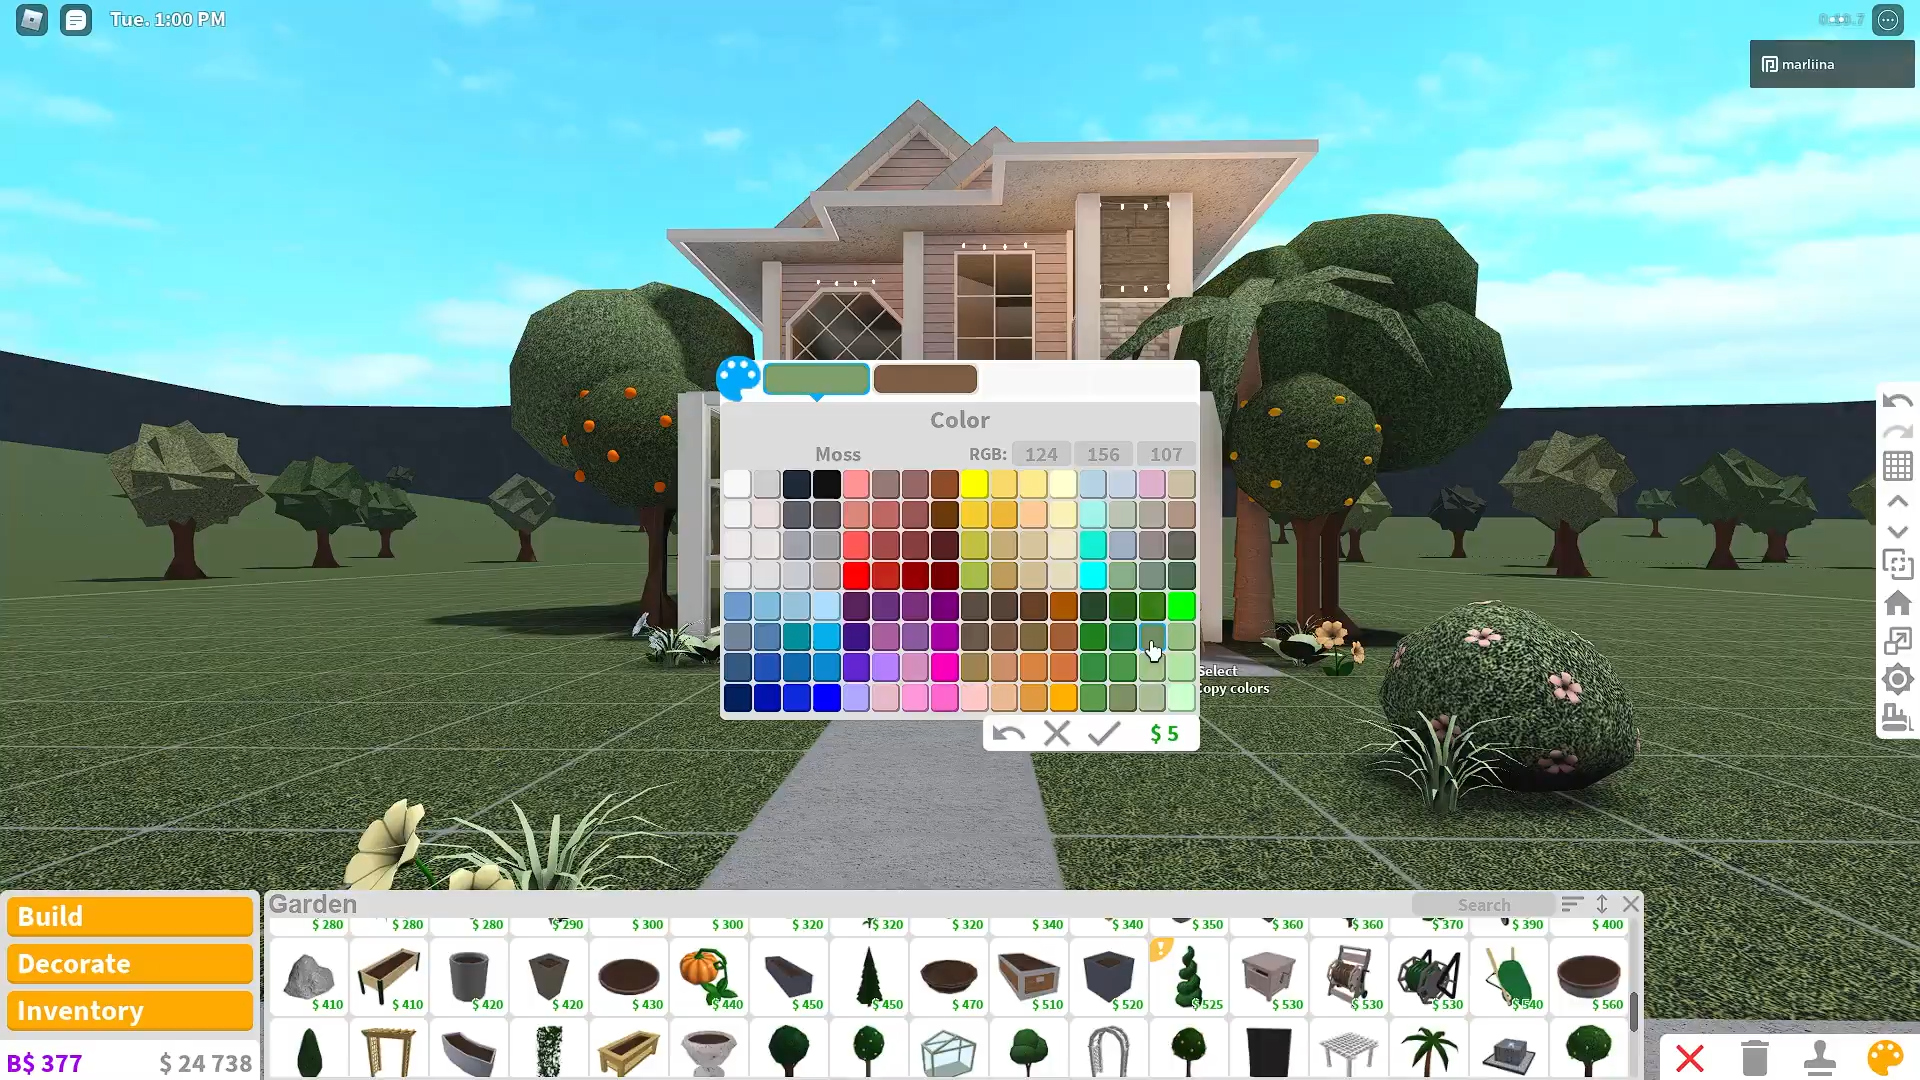 Tue. 1:00 PM
marliina
Color
Moss
RGB: 124 156 107
Select
Copy colors
$ 5
Build
Decorate
Inventory
B$ 377 $ 24 738
Garden
Search
$ 280 $ 280 $ 280 $290 $ 300 $ 300 $ 320 $ 320 $ 320 $ 340 $ 340 $ 350 $ 360 $ 360 $ 370 $ 390 $ 400
$ 410 $ 410 $ 420 $ 420 $ 430 $ 440 $ 450 $ 450 $ 470 $ 510 $ 520 $ 525 $ 530 $ 530 $ 530 $ 540 $ 560